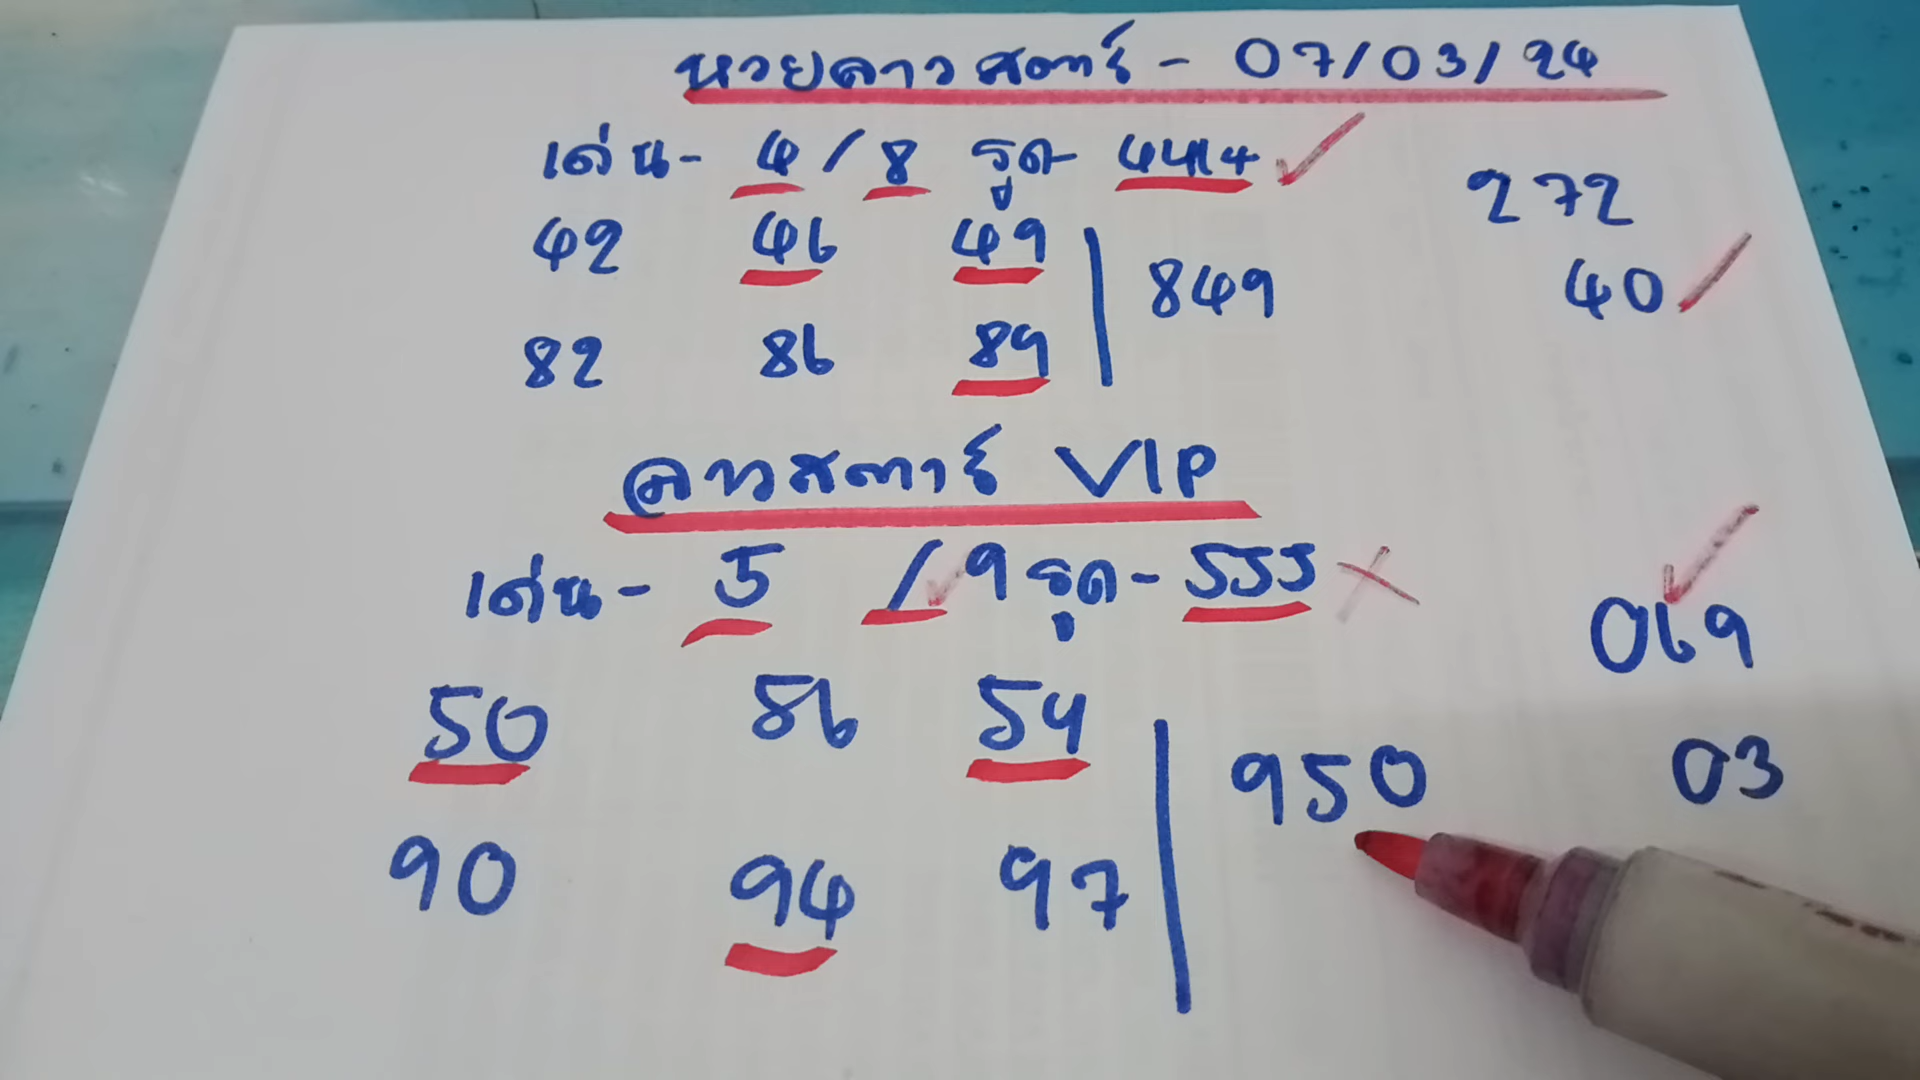 หวยลาวสตาร์ - 07/03/24
เด่น - 4 / 8 รูด - 444
272
42 46 49
849
40
82 86 89
ลาวสตาร์ VIP
เด่น - 5 / 9 รูด - 555
069
50 56 54
950
03
90 94 97